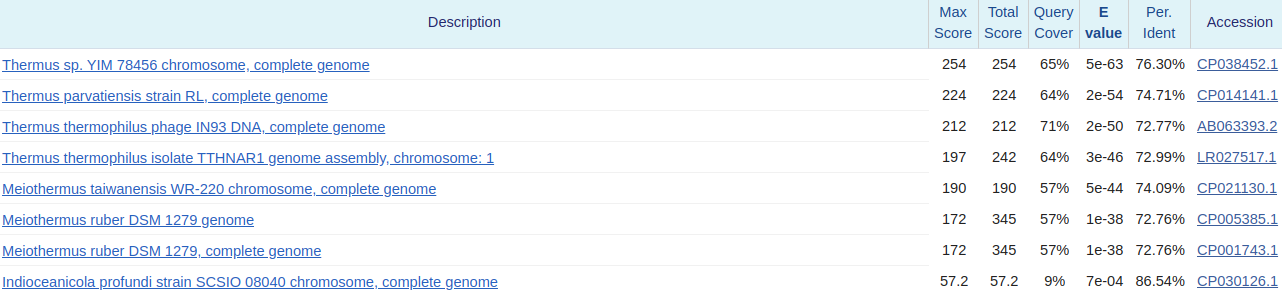 Description Max Score Total Score Query Cover E value Per. Ident Accession
Thermus sp. YIM 78456 chromosome, complete genome 254 254 65% 5e-63 76.30% CP038452.1
Thermus parvatiensis strain RL, complete genome 224 224 64% 2e-54 74.71% CP014141.1
Thermus thermophilus phage IN93 DNA, complete genome 212 212 71% 2e-50 72.77% AB063393.2
Thermus thermophilus isolate TTHNAR1 genome assembly, chromosome: 1 197 242 64% 3e-46 72.99% LR027517.1
Meiothermus taiwanensis WR-220 chromosome, complete genome 190 190 57% 5e-44 74.09% CP021130.1
Meiothermus ruber DSM 1279 genome 172 345 57% 1e-38 72.76% CP005385.1
Meiothermus ruber DSM 1279, complete genome 172 345 57% 1e-38 72.76% CP001743.1
Indioceanicola profundi strain SCSIO 08040 chromosome, complete genome 57.2 57.2 9% 7e-04 86.54% CP030126.1